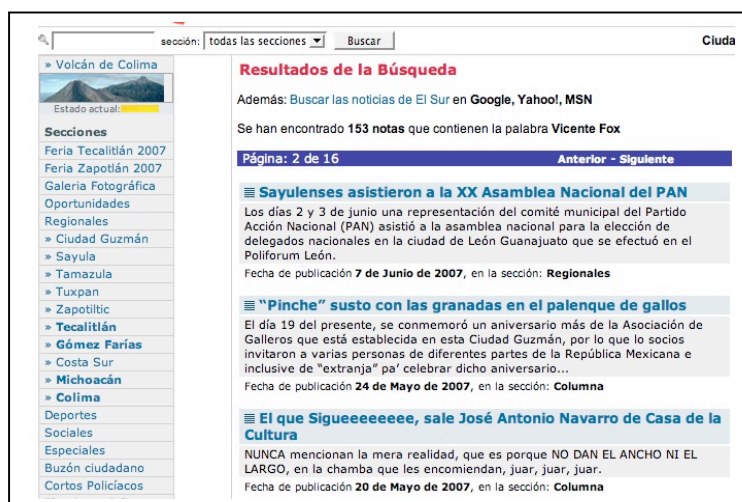 sección: todas las secciones Buscar
Ciuda
» Volcán de Colima
Estado actual:
Secciones
Feria Tecalitlán 2007
Feria Zapotlán 2007
Galeria Fotográfica
Oportunidades
Regionales
» Ciudad Guzmán
» Sayula
» Tamazula
» Tuxpan
» Zapotiltic
» Tecalitlán
» Gómez Farías
» Costa Sur
» Michoacán
» Colima
Deportes
Sociales
Especiales
Buzón ciudadano
Cortos Policíacos
Resultados de la Búsqueda
Además: Buscar las noticias de El Sur en Google, Yahoo!, MSN
Se han encontrado 153 notas que contienen la palabra Vicente Fox
Página: 2 de 16 Anterior - Siguiente
Sayulenses asistieron a la XX Asamblea Nacional del PAN
Los días 2 y 3 de junio una representación del comité municipal del Partido
Acción Nacional (PAN) asistió a la asamblea nacional para la elección de
delegados nacionales en la ciudad de León Guanajuato que se efectuó en el
Poliforum León.
Fecha de publicación 7 de Junio de 2007, en la sección: Regionales
“Pinche” susto con las granadas en el palenque de gallos
El día 19 del presente, se conmemoró un aniversario más de la Asociación de
Galleros que está establecida en esta Ciudad Guzmán, por lo que lo socios
invitaron a varias personas de diferentes partes de la República Mexicana e
inclusive de “extranja” pa’ celebrar dicho aniversario...
Fecha de publicación 24 de Mayo de 2007, en la sección: Columna
El que Sigueeeeeeee, sale José Antonio Navarro de Casa de la
Cultura
NUNCA mencionan la mera realidad, que es porque NO DAN EL ANCHO NI EL
LARGO, en la chamba que les encomiendan, juar, juar, juar.
Fecha de publicación 20 de Mayo de 2007, en la sección: Columna